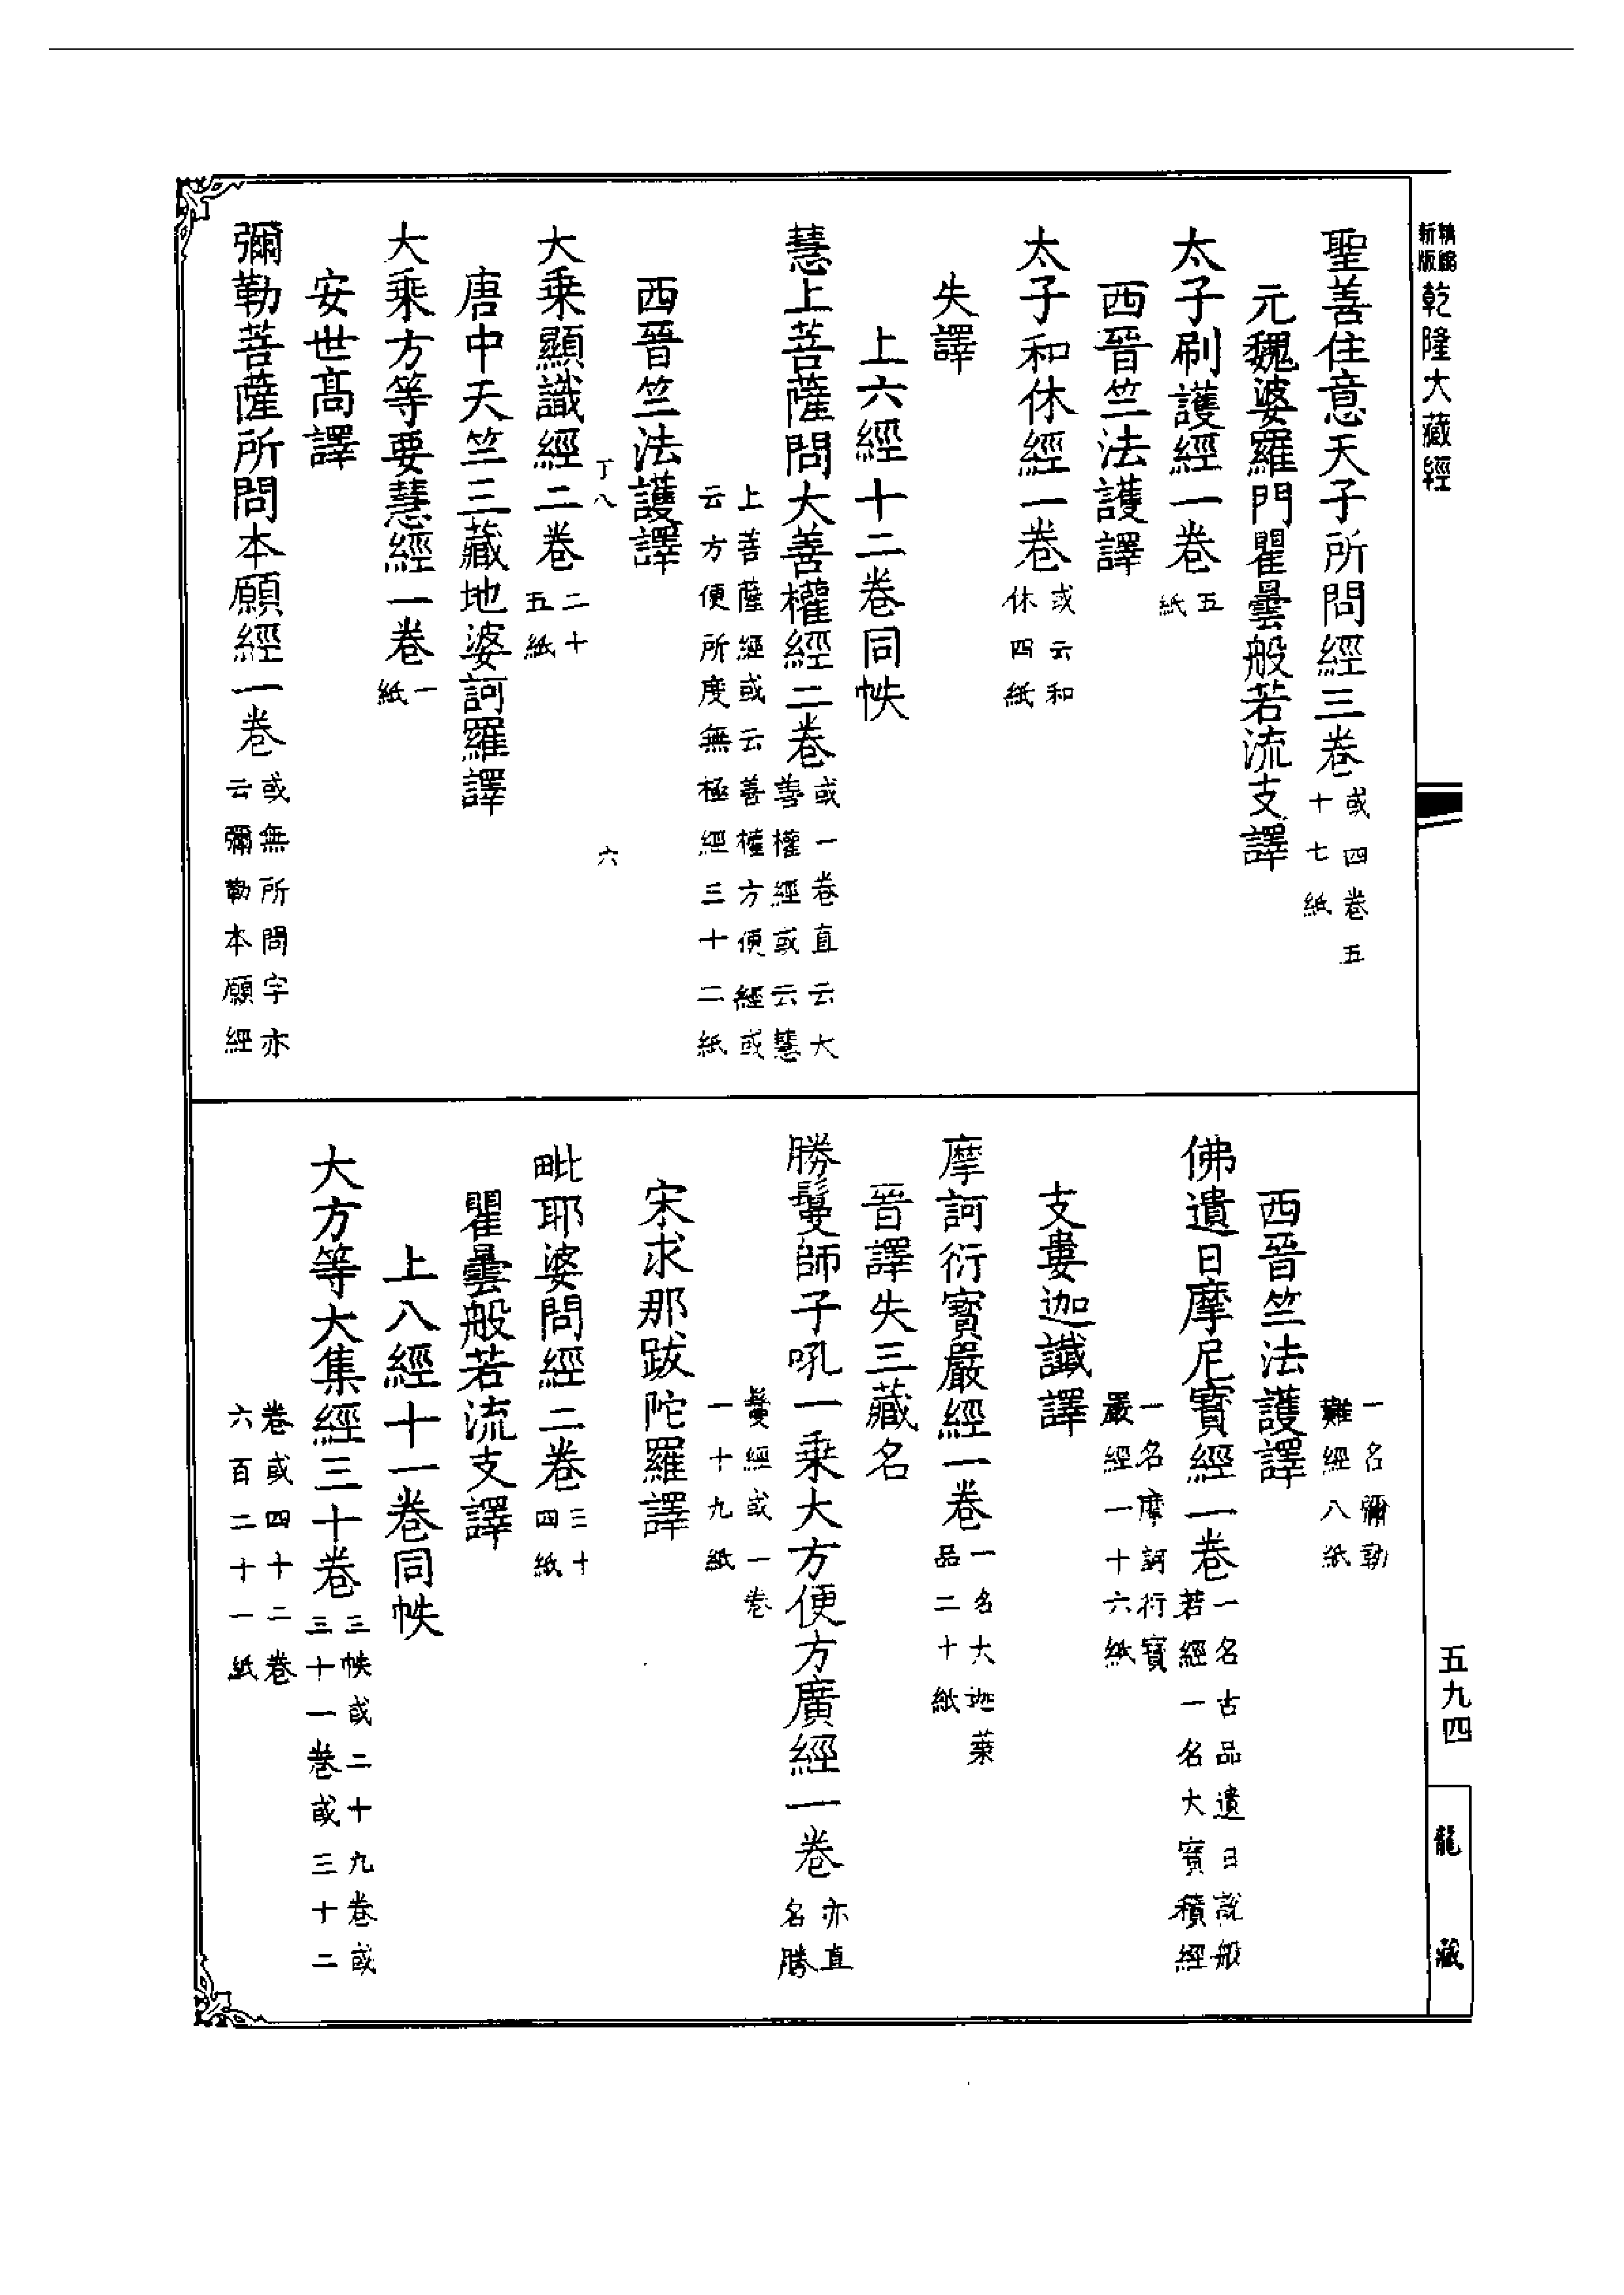 新版
乾隆大藏經
聖善住意天子所問經三卷或四卷五
十七紙
元魏婆羅門瞿曇般若流支譯
太子刷護經一卷五
紙
西晉竺法護譯
太子和休經一卷或云和
休四紙
失譯
上六經十二卷同帙
慧上菩薩問大善權經二卷或一卷直云大
善權經或云慧
上菩薩經或云善權方便經或
云方便所度無極經三十二紙
西晉竺法護譯
丁八 六
大乘顯識經二卷二十
五紙
唐中天竺三藏地婆訶羅譯
大乘方等要慧經一卷一
紙
安世高譯
彌勒菩薩所問本願經一卷或無所問字亦
云彌勒本願經
一名彌勒
難經八紙
西晉竺法護譯
佛遺日摩尼寶經一卷一名古品遺日說般
若經一名大寶積經
一名摩訶衍寶
嚴經一十六紙
支婁迦讖譯
摩訶衍寶嚴經一卷一名大迦葉
品二十紙
晉譯失三藏名
勝鬘師子吼一乘大方便方廣經一卷亦直
名勝
鬘經或一卷
一十九紙
宋求那跋陀羅譯
毗耶婆問經二卷三十
四紙
瞿曇般若流支譯
上八經十一卷同帙
大方等大集經三十卷三帙或二十九卷或
三十一卷或三十二
卷或四十二卷
六百二十一紙
五九四
龍藏